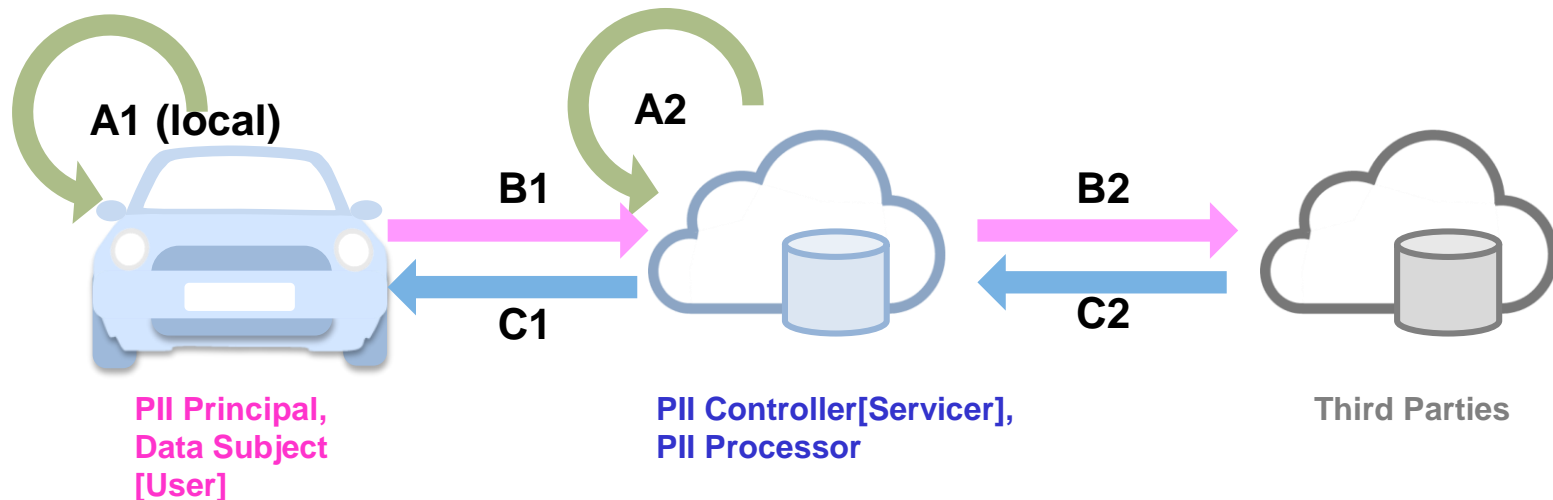 A1 (local)
A2
B1
B2
C1
C2
PII Principal,
Data Subject
[User]
PII Controller[Servicer],
PII Processor
Third Parties